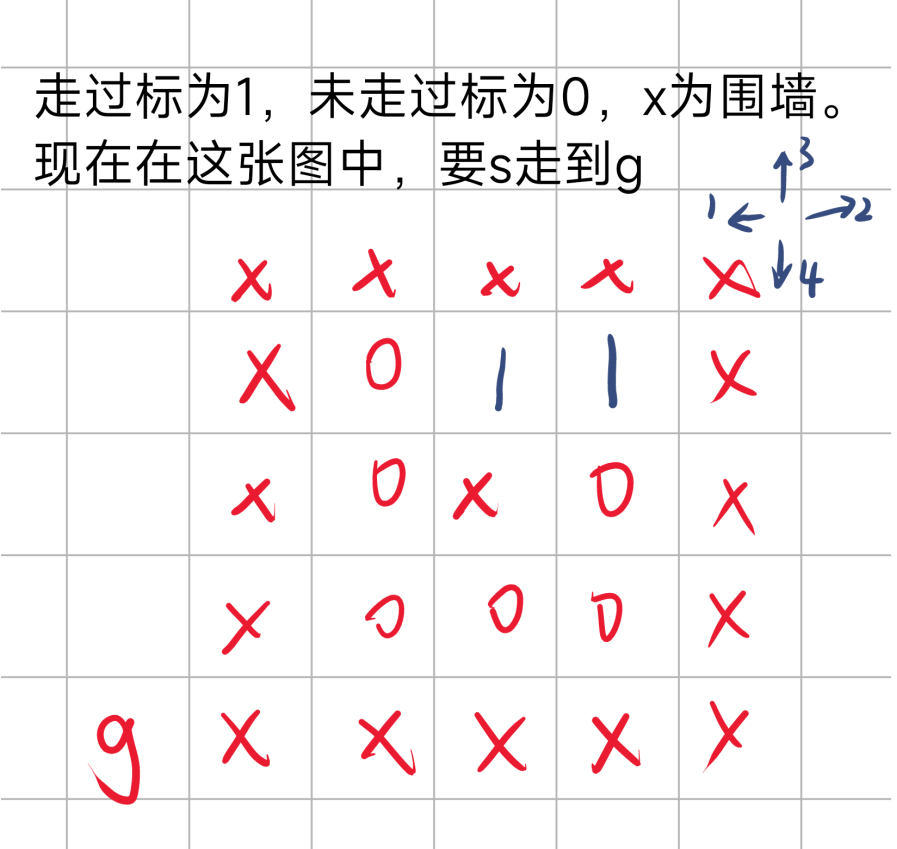 走过标为1，未走过标为0，x为围墙。
现在在这张图中，要s走到g
3
1 ← → 2
↑
↓ 4
x x x x x
x 0 1 1 x
x 0 x 0 x
x 0 0 0 x
g x x x x x